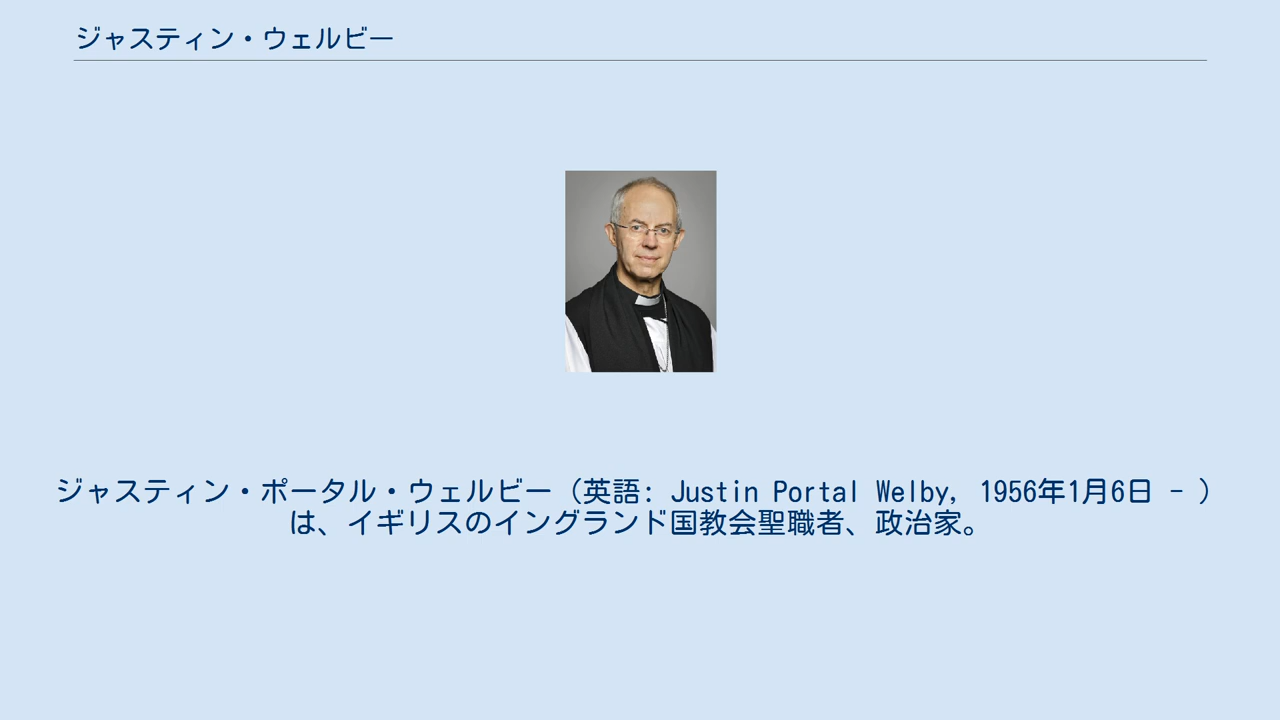 ジャスティン・ウェルビー
ジャスティン・ポータル・ウェルビー（英語: Justin Portal Welby, 1956年1月6日 - ）
は、イギリスのイングランド国教会聖職者、政治家。